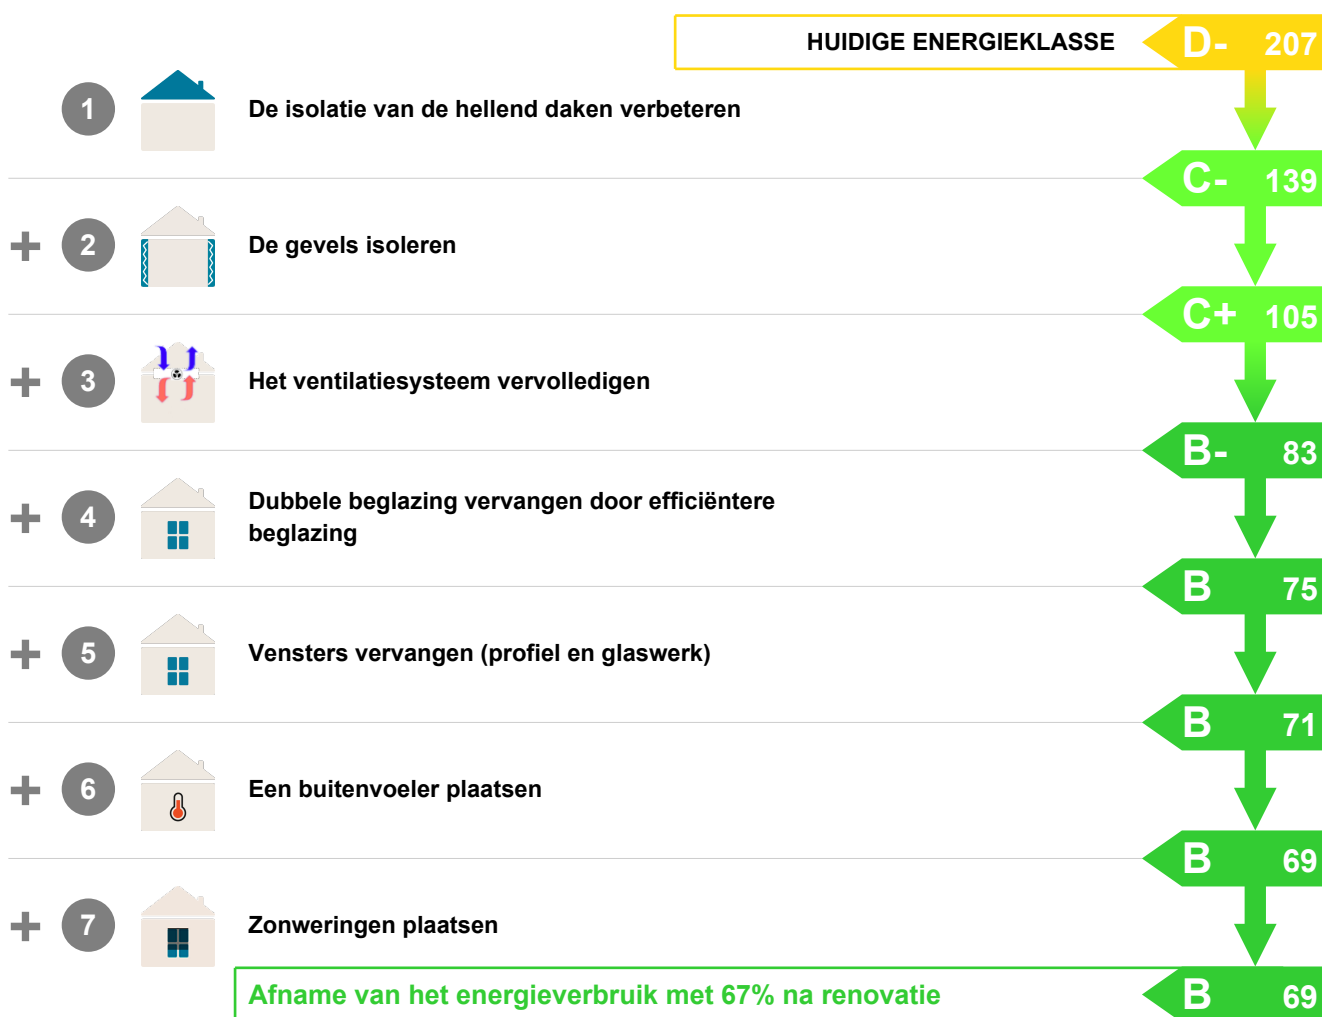 HUIDIGE ENERGIEKLASSE D- 207
1 De isolatie van de hellend daken verbeteren
C- 139
+ 2 De gevels isoleren
C+ 105
+ 3 Het ventilatiesysteem vervolledigen
B- 83
+ 4 Dubbele beglazing vervangen door efficiëntere
beglazing
B 75
+ 5 Vensters vervangen (profiel en glaswerk)
B 71
+ 6 Een buitenvoeler plaatsen
B 69
+ 7 Zonweringen plaatsen
Afname van het energieverbruik met 67% na renovatie B 69